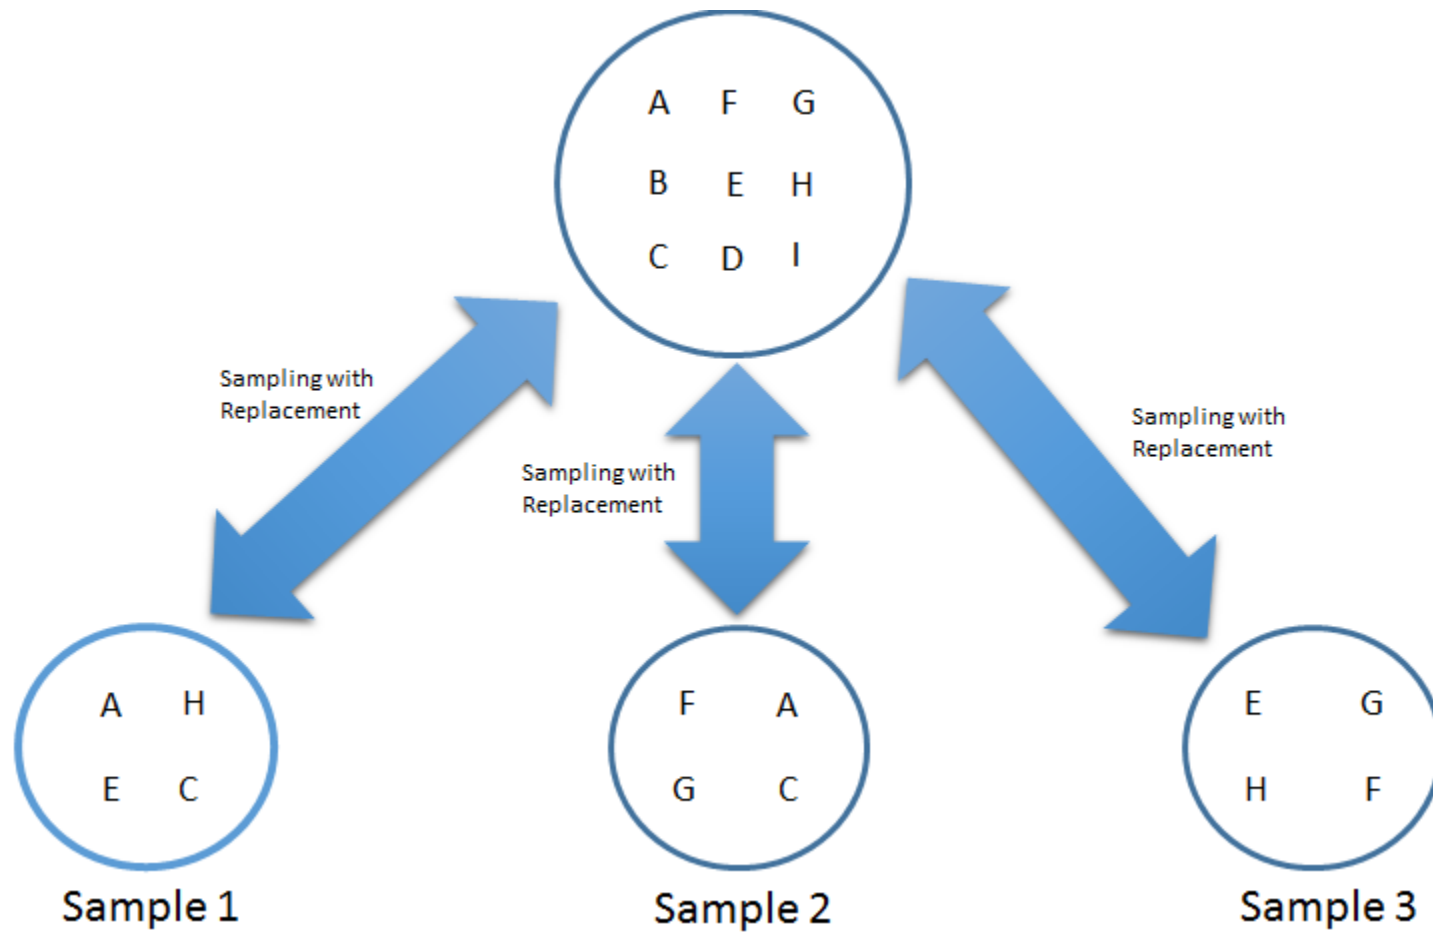 A F G
B E H
C D I
Sampling with
Replacement
Sampling with
Replacement
Sampling with
Replacement
A H
E C
F A
G C
E G
H F
Sample 1
Sample 2
Sample 3